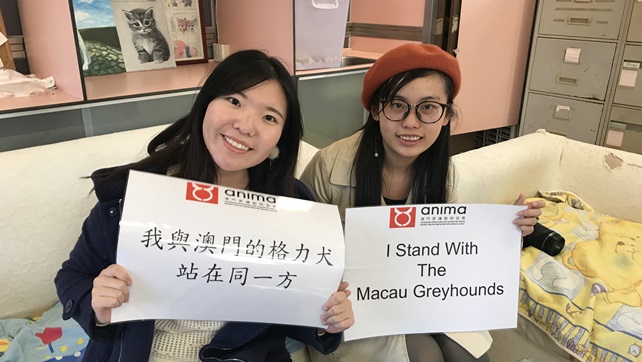 anima
我與澳門的格力犬
站在同一方
anima
I Stand With
The
Macau Greyhounds